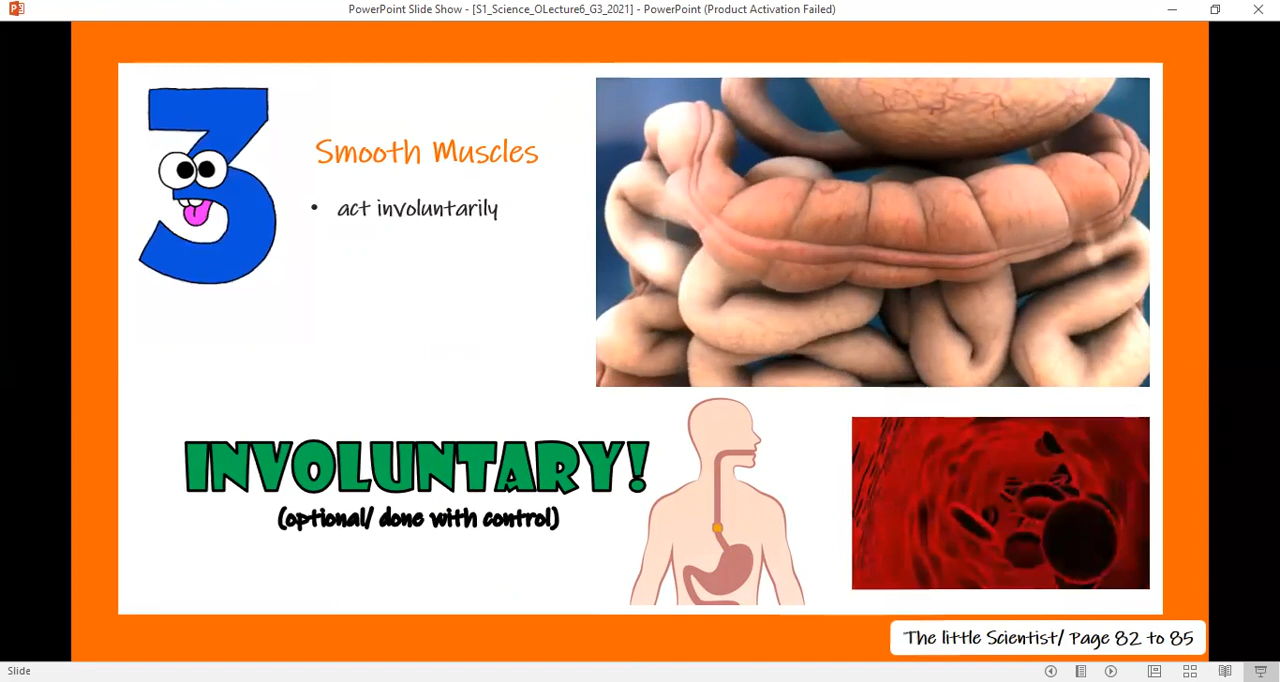 PowerPoint Slide Show - [S1_Science_OLecture6_G3_2021] - PowerPoint (Product Activation Failed)
3
Smooth Muscles
• act involuntarily
INVOLUNTARY!
(optional/ done with control)
The little Scientist/ Page 82 to 85
Slide